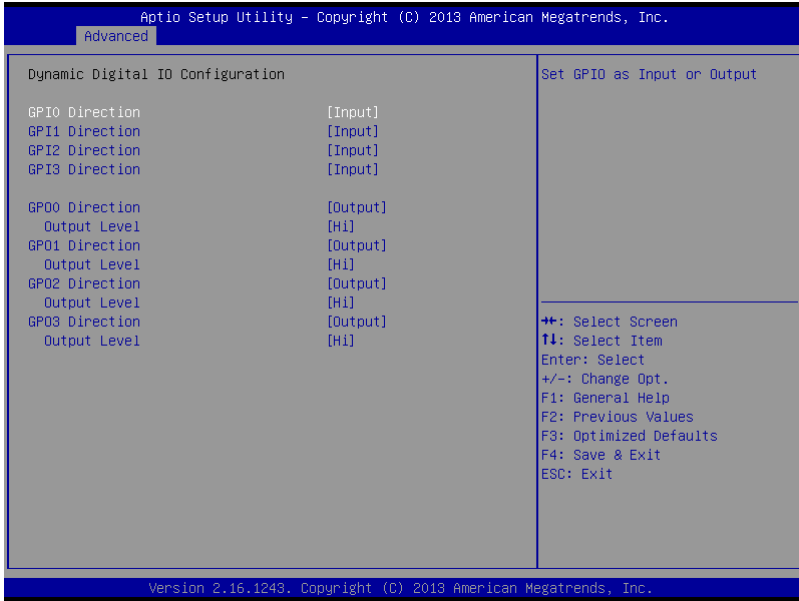 Aptio Setup Utility – Copyright (C) 2013 American Megatrends, Inc.
Advanced
Dynamic Digital IO Configuration
GPI0 Direction [Input]
GPI1 Direction [Input]
GPI2 Direction [Input]
GPI3 Direction [Input]
GPO0 Direction [Output]
Output Level [Hi]
GPO1 Direction [Output]
Output Level [Hi]
GPO2 Direction [Output]
Output Level [Hi]
GPO3 Direction [Output]
Output Level [Hi]
Set GPIO as Input or Output
→←: Select Screen
↑↓: Select Item
Enter: Select
+/-: Change Opt.
F1: General Help
F2: Previous Values
F3: Optimized Defaults
F4: Save & Exit
ESC: Exit
Version 2.16.1243. Copyright (C) 2013 American Megatrends, Inc.